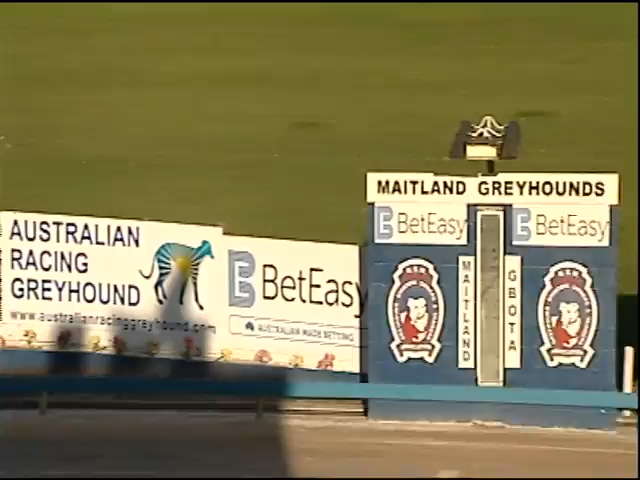 MAITLAND GREYHOUNDS
BetEasy
BetEasy
AUSTRALIAN
RACING
GREYHOUND
www.australianracinggreyhound.com
BetEasy
AUSTRALIAN MADE BETTING
MAITLAND
GBOTA